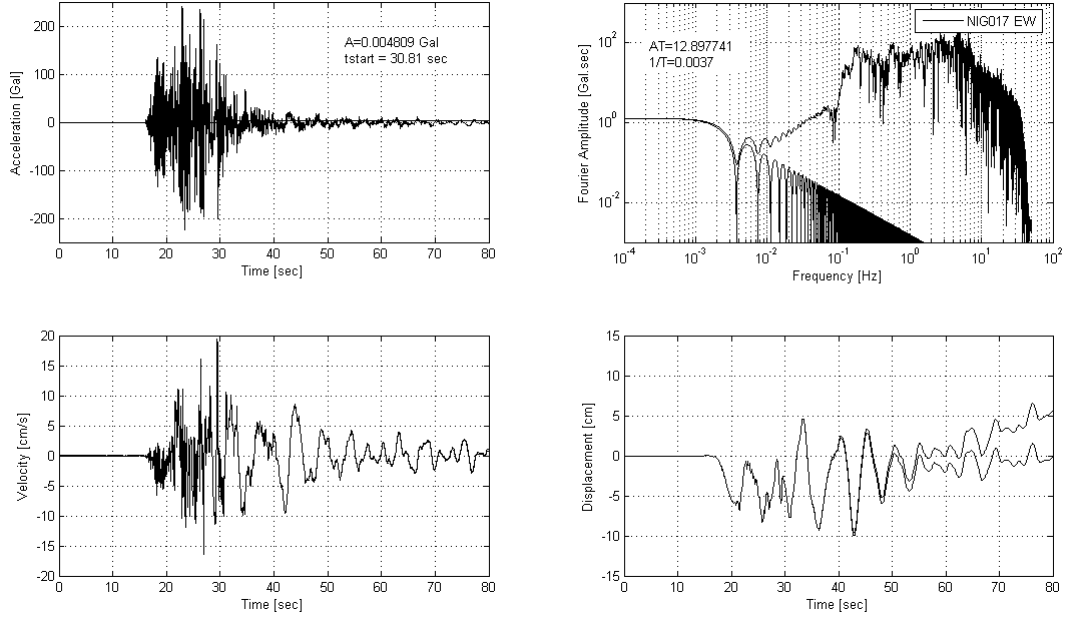 Acceleration [Gal]
200
100
0
-100
-200
A=0.004809 Gal
tstart = 30.81 sec
0 10 20 30 40 50 60 70 80
Time [sec]
Fourier Amplitude [Gal.sec]
10^2
10^0
10^-2
NIG017 EW
AT=12.897741
1/T=0.0037
10^-4 10^-3 10^-2 10^-1 10^0 10^1 10^2
Frequency [Hz]
Velocity [cm/s]
20
15
10
5
0
-5
-10
-15
-20
0 10 20 30 40 50 60 70 80
Time [sec]
Displacement [cm]
15
10
5
0
-5
-10
-15
0 10 20 30 40 50 60 70 80
Time [sec]